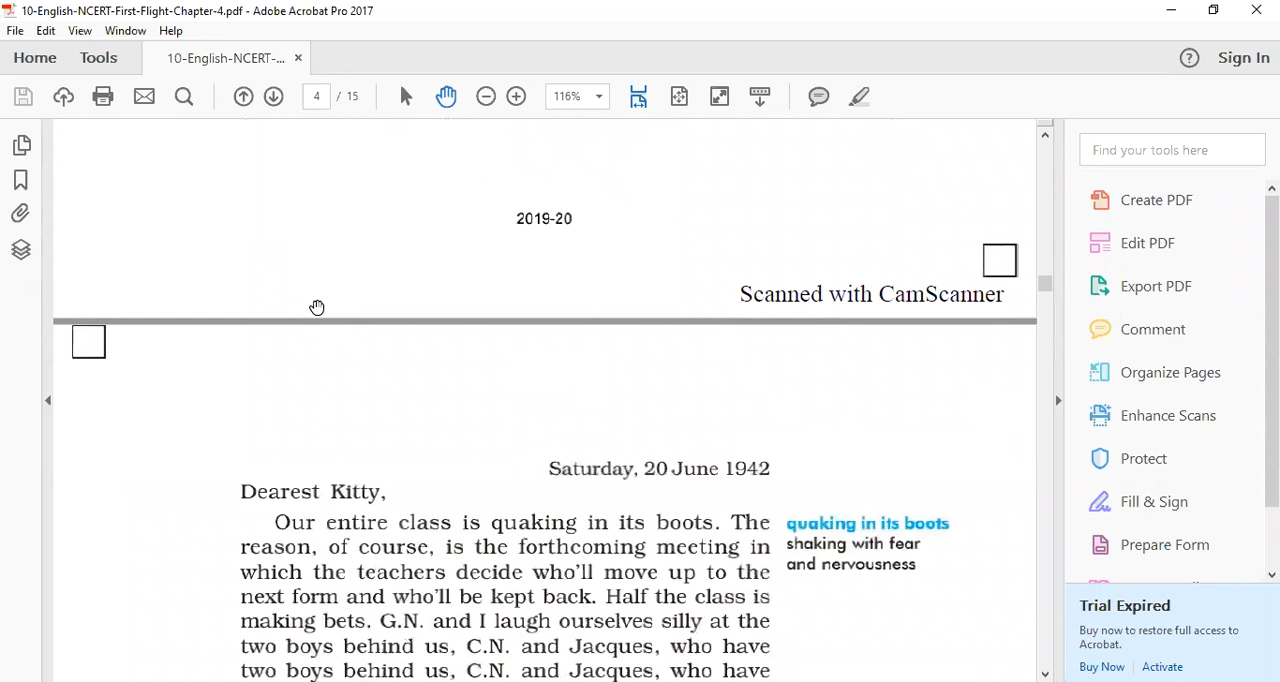 10-English-NCERT-First-Flight-Chapter-4.pdf - Adobe Acrobat Pro 2017
File Edit View Window Help
Home Tools 10-English-NCERT-... × Sign In
4 / 15 116%
2019-20
Scanned with CamScanner
Saturday, 20 June 1942
Dearest Kitty,
Our entire class is quaking in its boots. The
reason, of course, is the forthcoming meeting in
which the teachers decide who'll move up to the
next form and who'll be kept back. Half the class is
making bets. G.N. and I laugh ourselves silly at the
two boys behind us, C.N. and Jacques, who have
two boys behind us, C.N. and Jacques, who have
quaking in its boots
shaking with fear
and nervousness
Find your tools here
Create PDF
Edit PDF
Export PDF
Comment
Organize Pages
Enhance Scans
Protect
Fill & Sign
Prepare Form
Trial Expired
Buy now to restore full access to
Acrobat.
Buy Now Activate